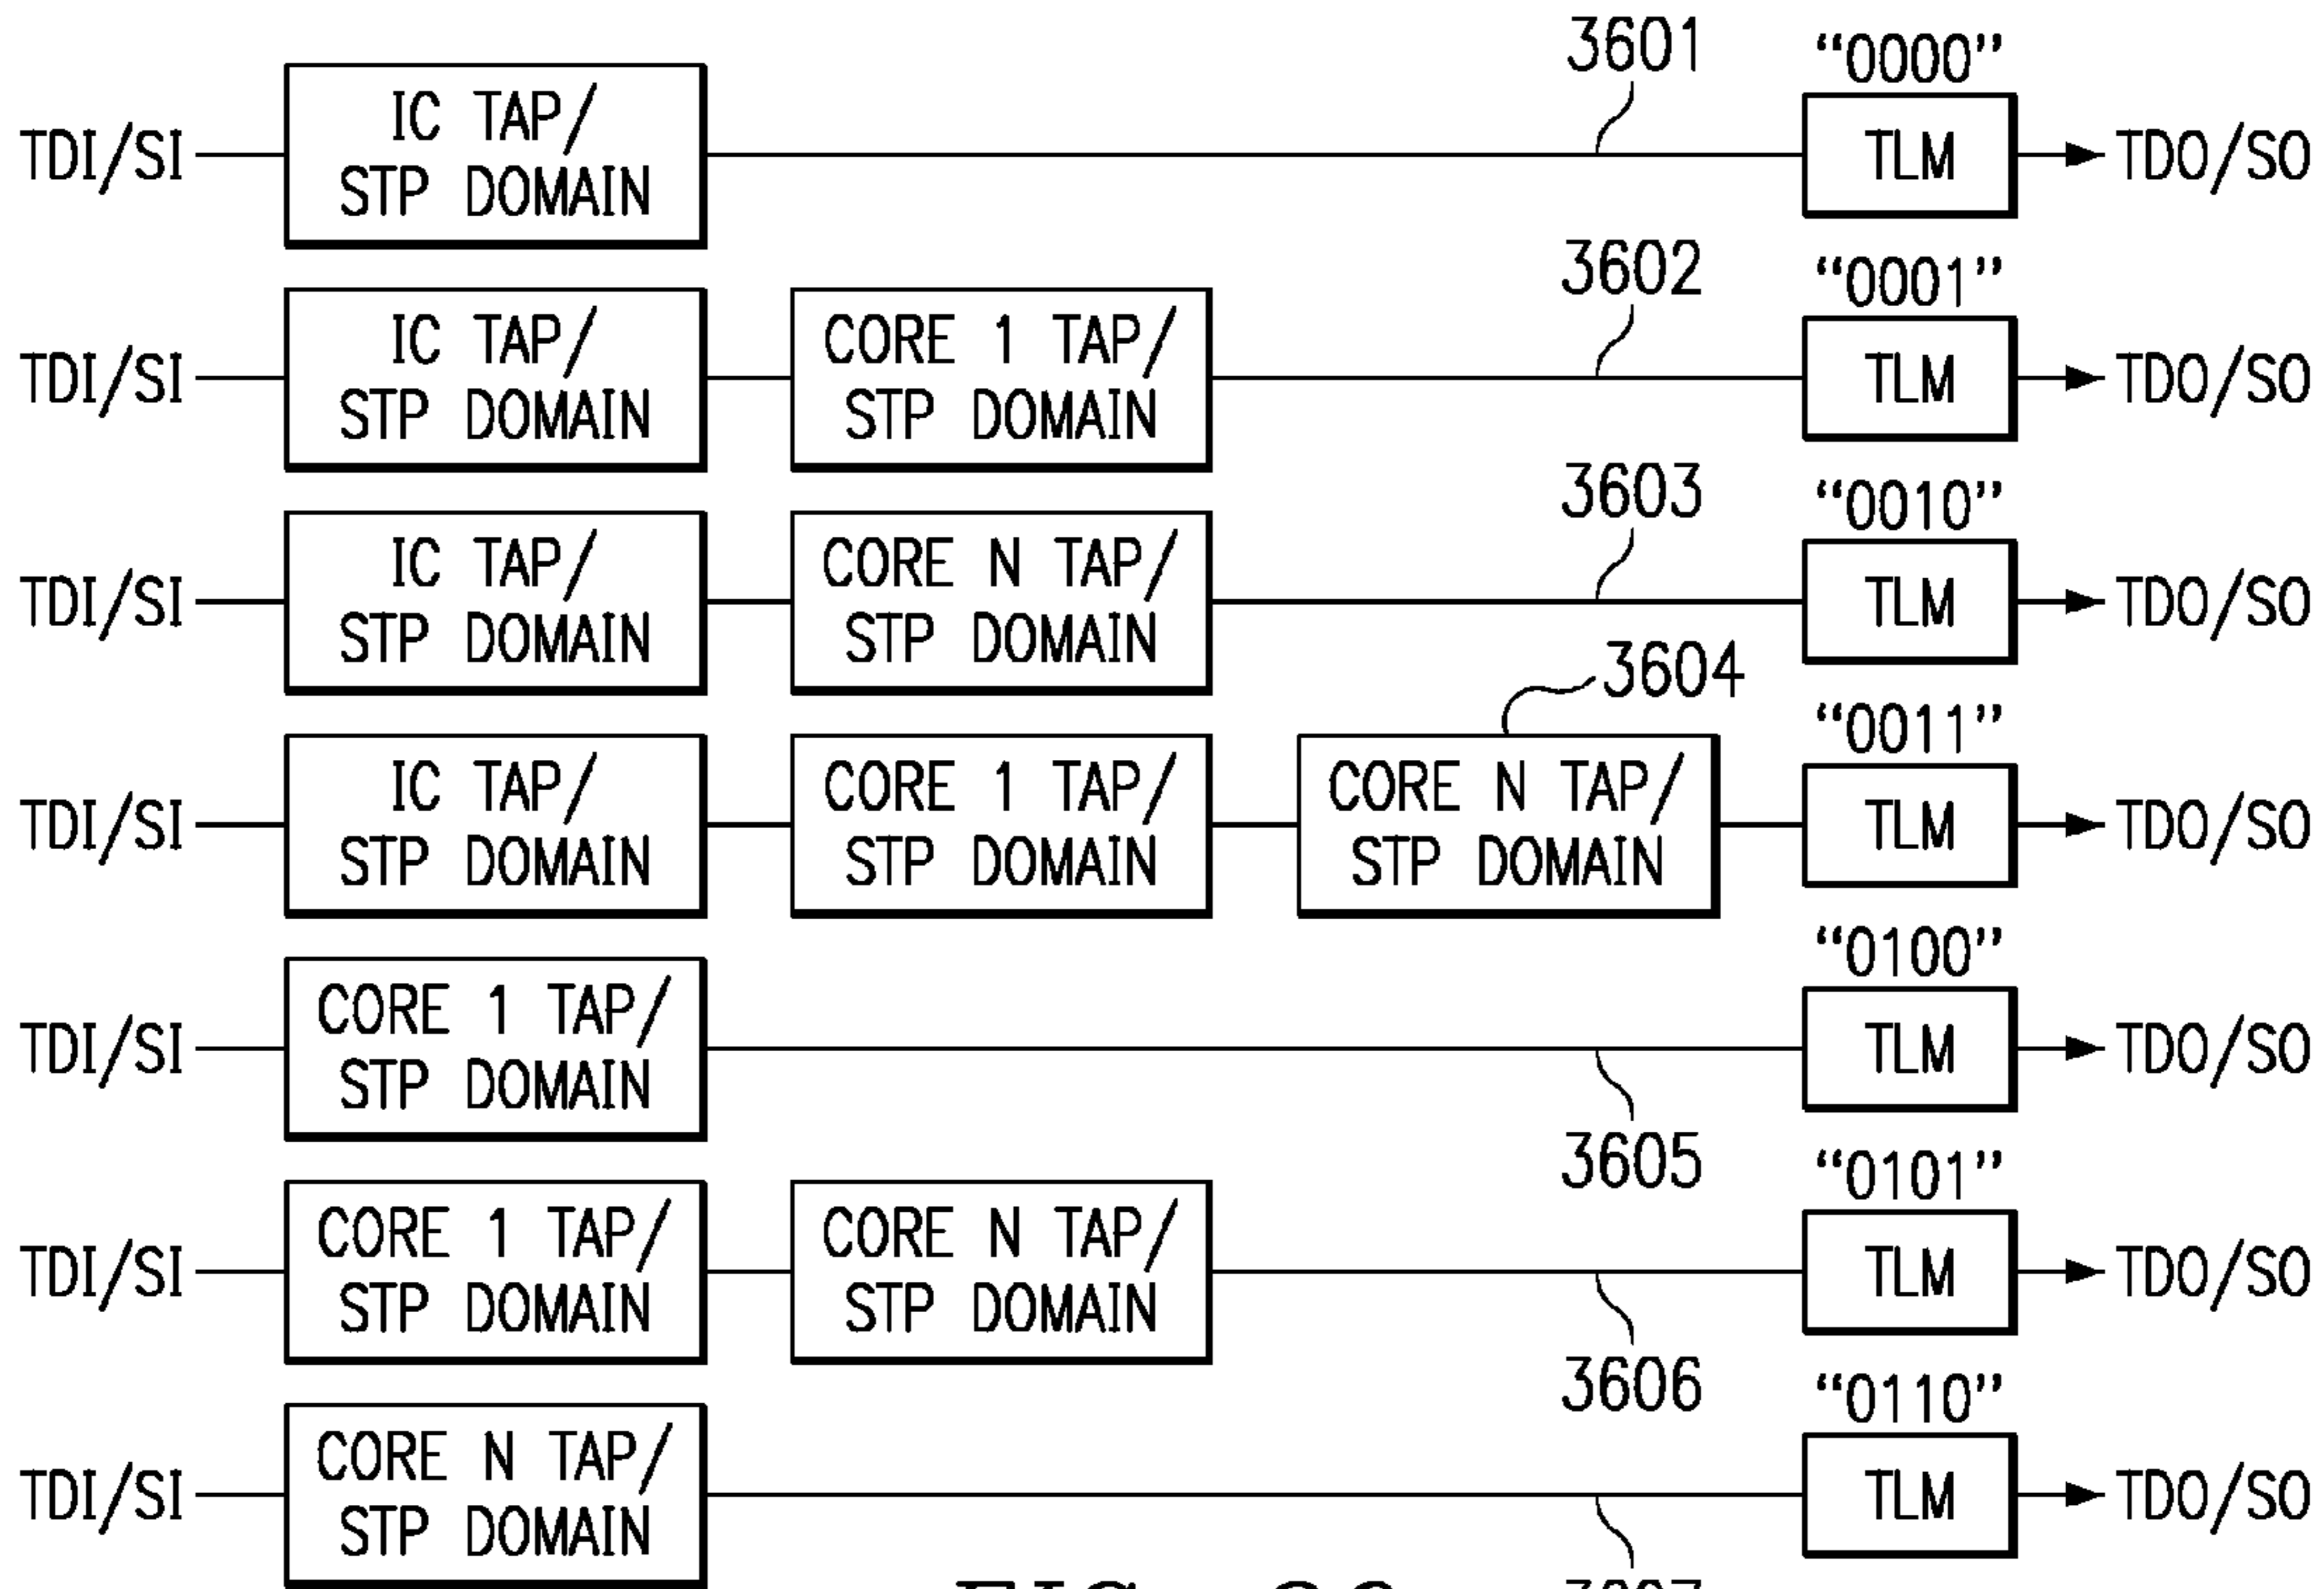 3601 “0000”
TDI/SI IC TAP/ STP DOMAIN TLM TDO/SO
3602 “0001”
TDI/SI IC TAP/ STP DOMAIN CORE 1 TAP/ STP DOMAIN TLM TDO/SO
3603 “0010”
TDI/SI IC TAP/ STP DOMAIN CORE N TAP/ STP DOMAIN TLM TDO/SO
3604 “0011”
TDI/SI IC TAP/ STP DOMAIN CORE 1 TAP/ STP DOMAIN CORE N TAP/ STP DOMAIN TLM TDO/SO
“0100”
TDI/SI CORE 1 TAP/ STP DOMAIN TLM TDO/SO
3605 “0101”
TDI/SI CORE 1 TAP/ STP DOMAIN CORE N TAP/ STP DOMAIN TLM TDO/SO
3606 “0110”
TDI/SI CORE N TAP/ STP DOMAIN TLM TDO/SO